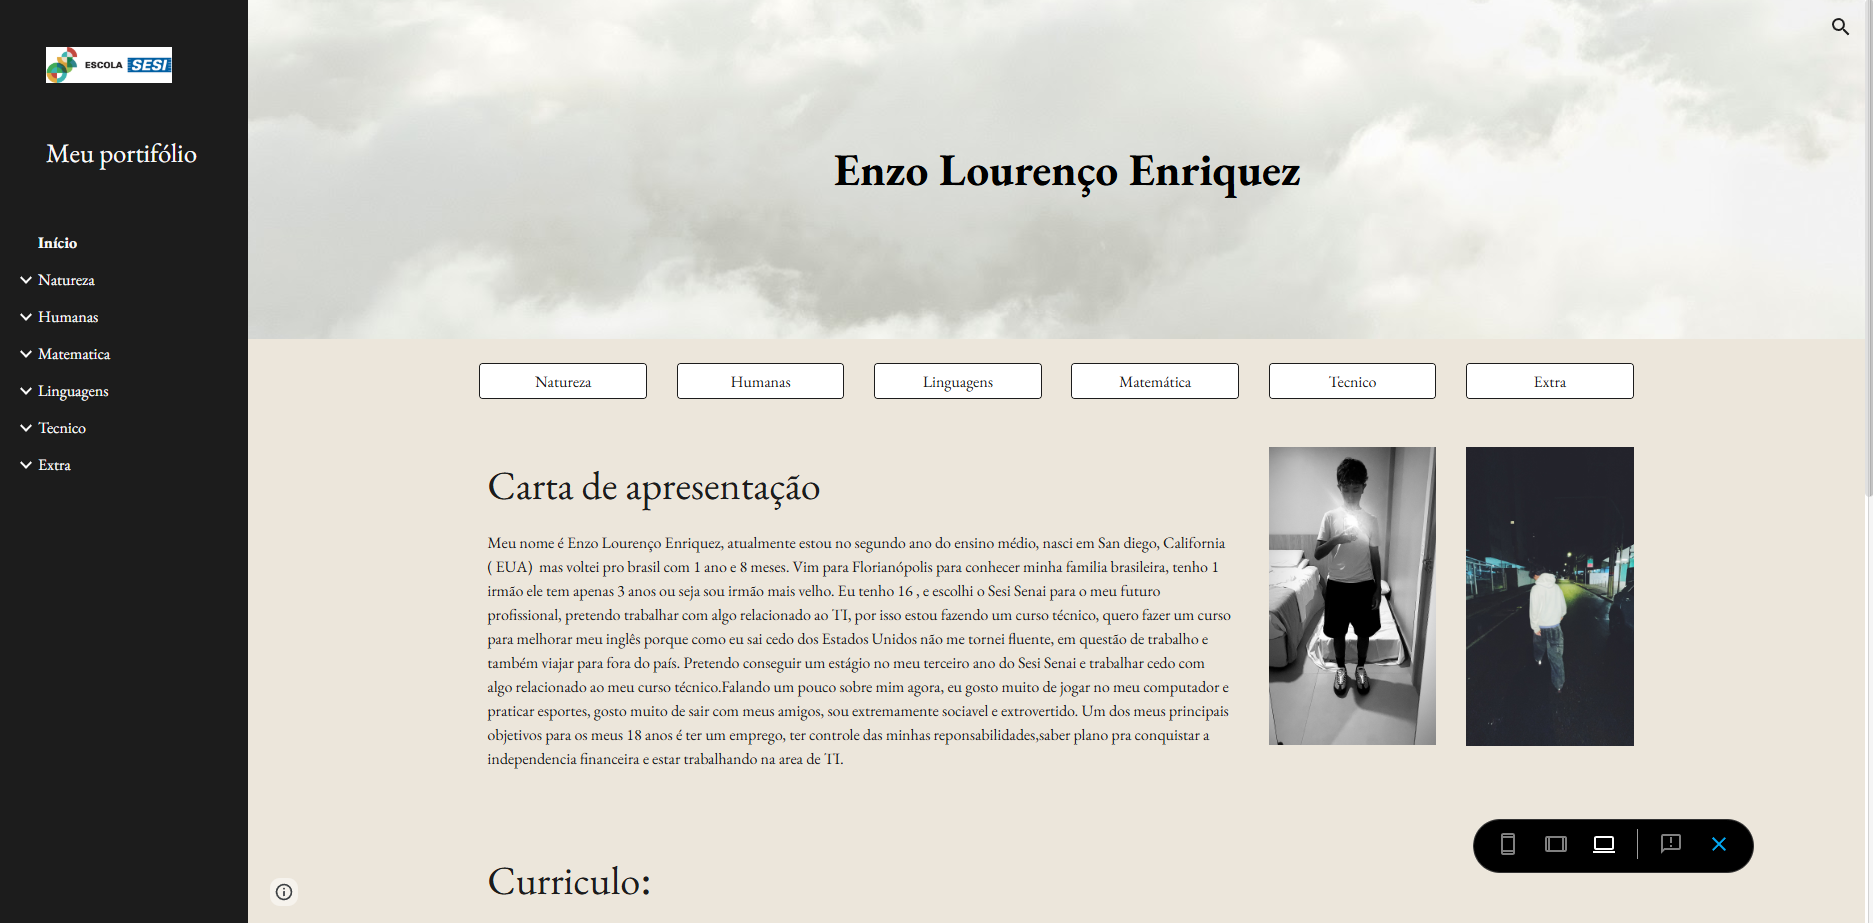 ESCOLA SESI
Meu portifólio
Início
Natureza
Humanas
Matematica
Linguagens
Tecnico
Extra
Enzo Lourenço Enriquez
Natureza
Humanas
Linguagens
Matemática
Tecnico
Extra
Carta de apresentação
Meu nome é Enzo Lourenço Enriquez, atualmente estou no segundo ano do ensino médio, nasci em San diego, California
( EUA)  mas voltei pro brasil com 1 ano e 8 meses. Vim para Florianópolis para conhecer minha familia brasileira, tenho 1
irmão ele tem apenas 3 anos ou seja sou irmão mais velho. Eu tenho 16 , e escolhi o Sesi Senai para o meu futuro
profissional, pretendo trabalhar com algo relacionado ao TI, por isso estou fazendo um curso técnico, quero fazer um curso
para melhorar meu inglês porque como eu sai cedo dos Estados Unidos não me tornei fluente, em questão de trabalho e
também viajar para fora do país. Pretendo conseguir um estágio no meu terceiro ano do Sesi Senai e trabalhar cedo com
algo relacionado ao meu curso técnico.Falando um pouco sobre mim agora, eu gosto muito de jogar no meu computador e
praticar esportes, gosto muito de sair com meus amigos, sou extremamente sociavel e extrovertido. Um dos meus principais
objetivos para os meus 18 anos é ter um emprego, ter controle das minhas reponsabilidades,saber plano pra conquistar a
independencia financeira e estar trabalhando na area de TI.
Curriculo: